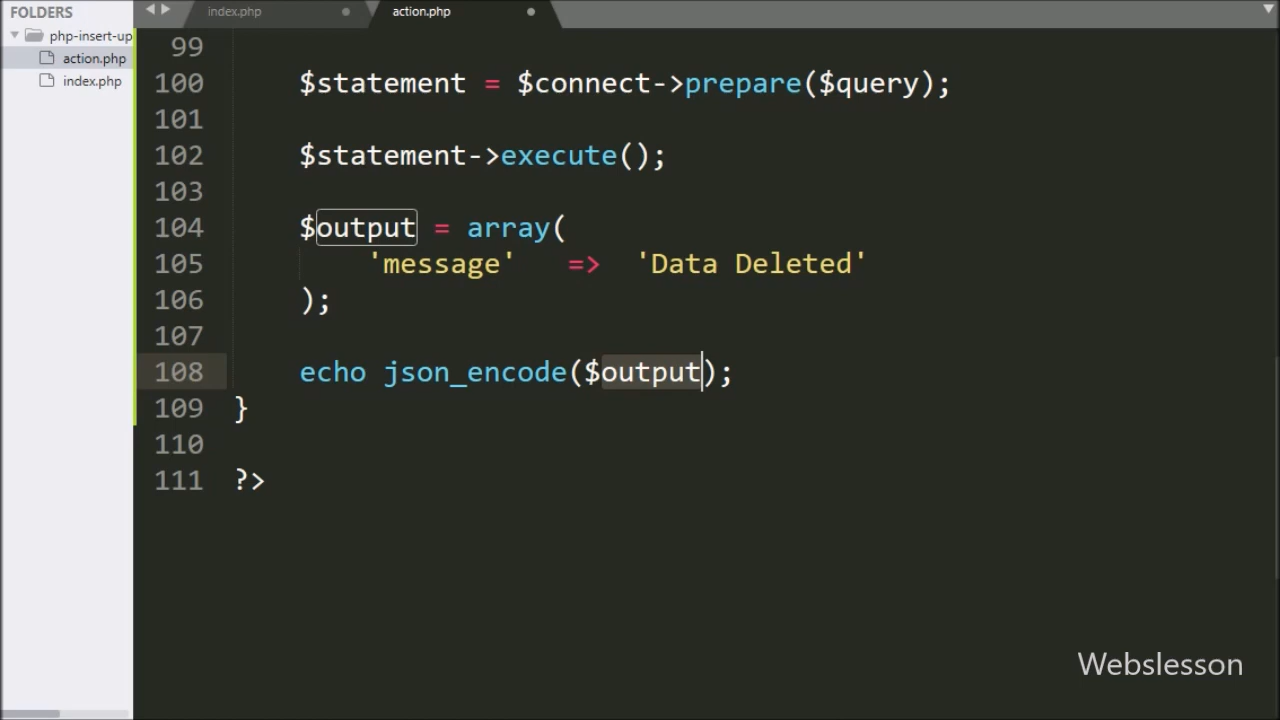 FOLDERS
php-insert-up
action.php
index.php
index.php
action.php
99
100 $statement = $connect->prepare($query);
101
102 $statement->execute();
103
104 $output = array(
105 'message' => 'Data Deleted'
106 );
107
108 echo json_encode($output);
109 }
110
111 ?>
Webslesson